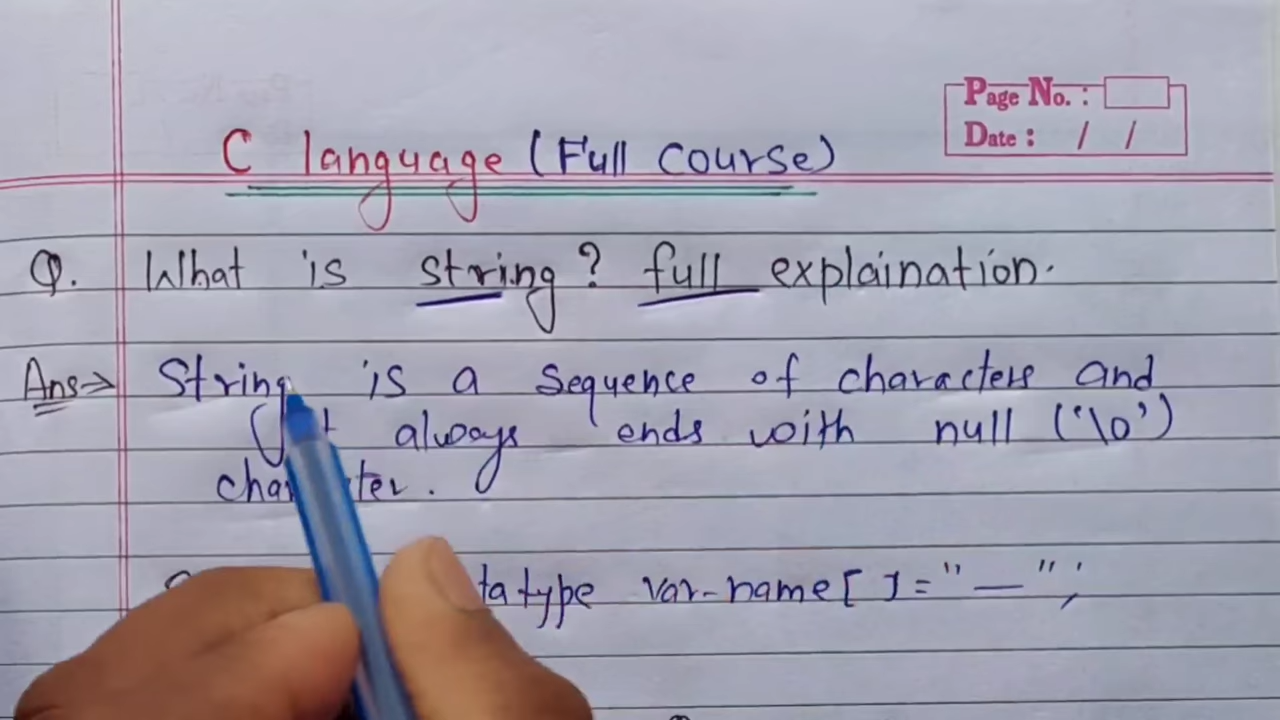 Page No. :
Date : / /
C language (Full course)
Q. What is string? full explaination.
Ans→ String is a sequence of characters and
always ends with null ('\0')
var-name[ ]="—";